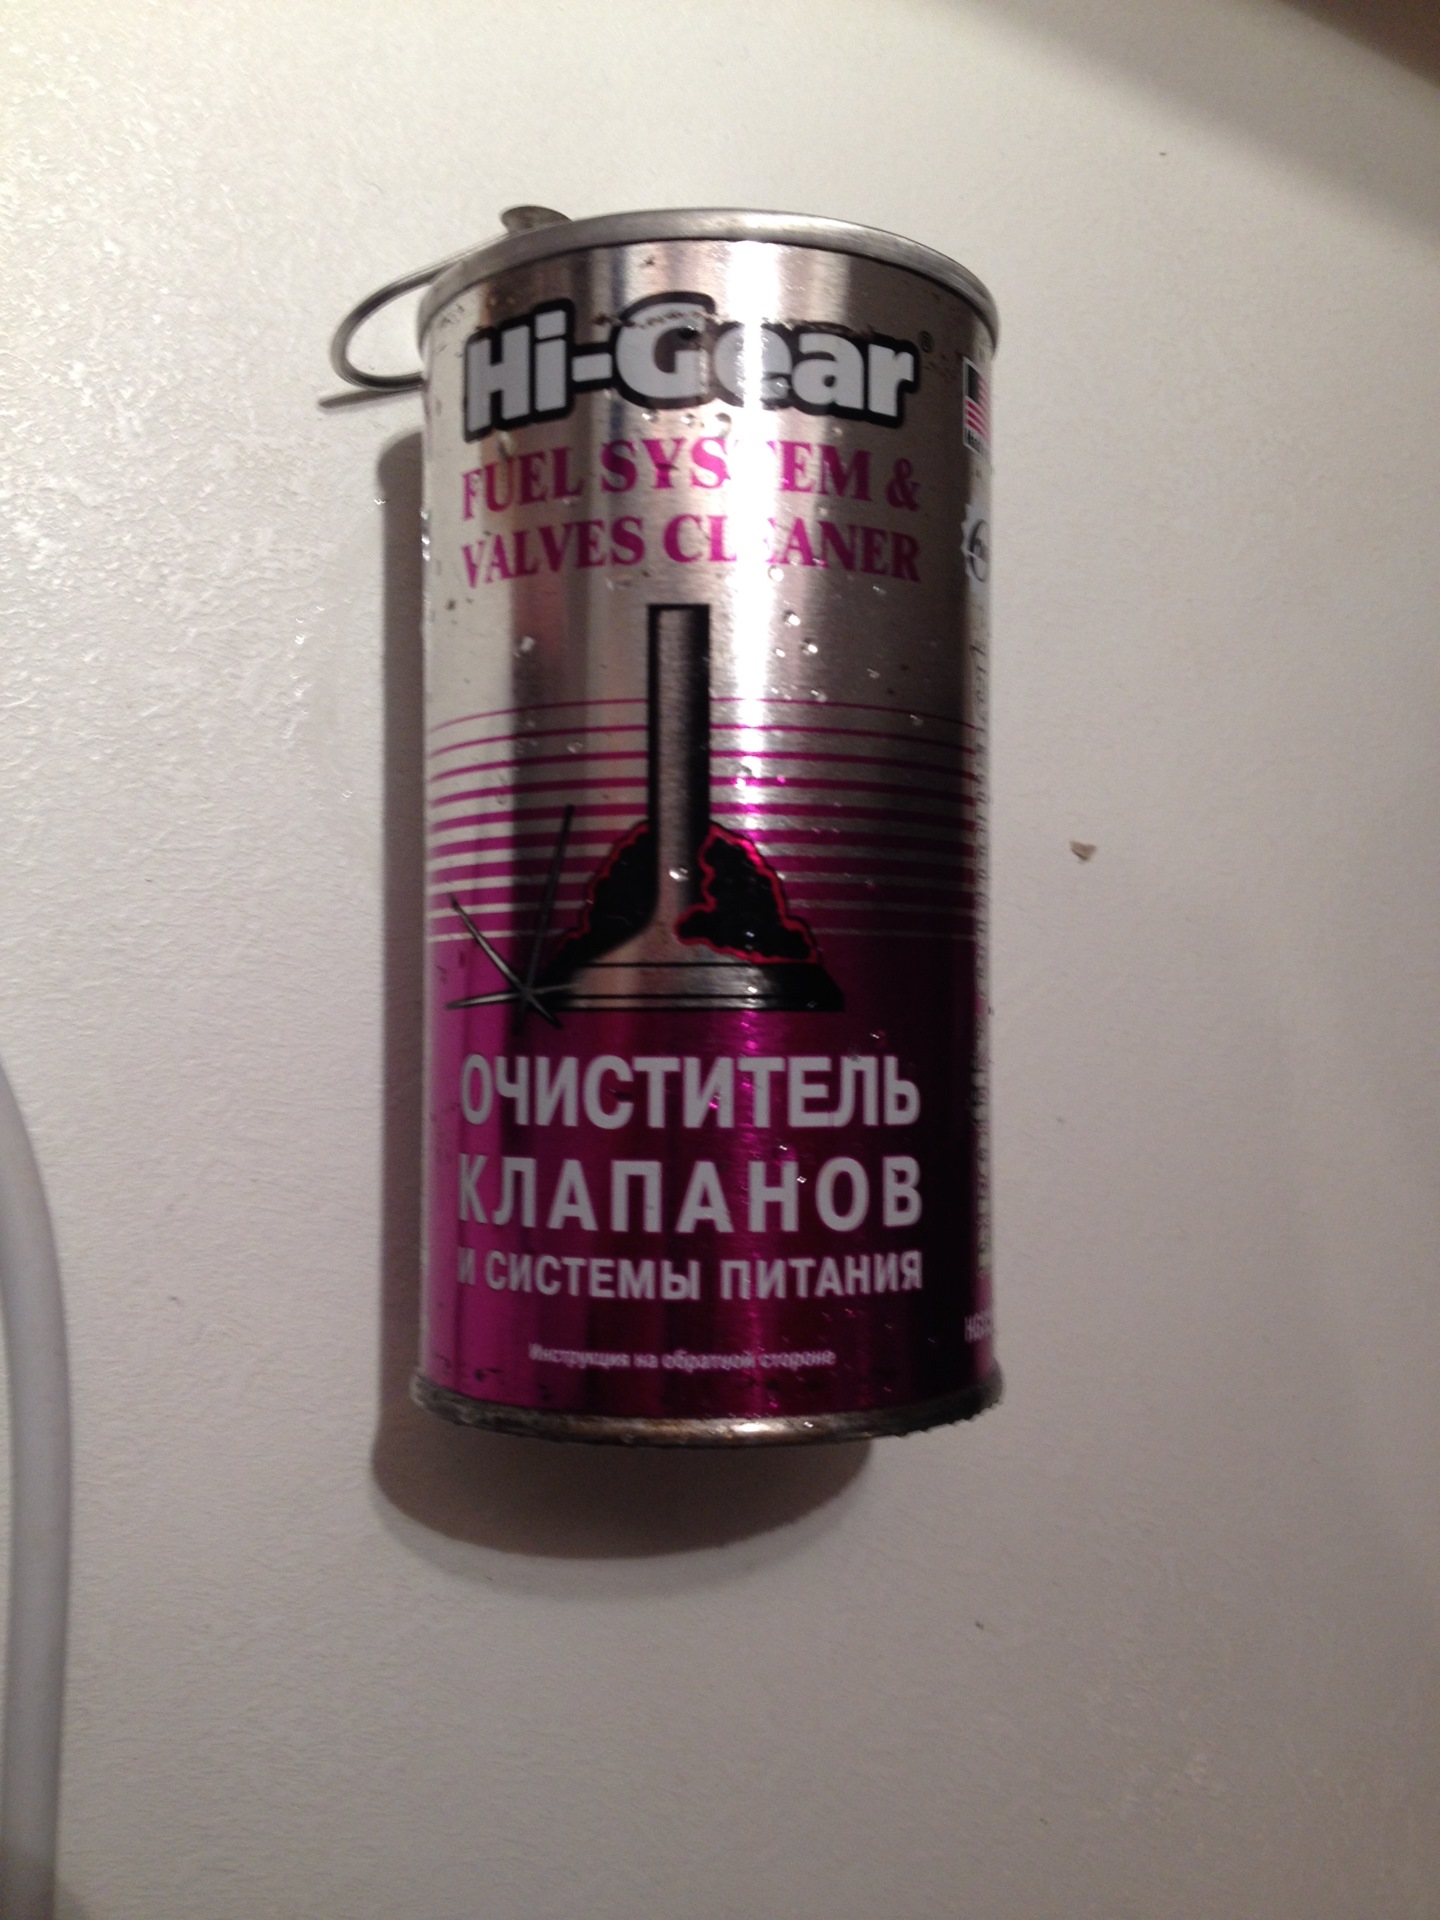 Hi-Gear®
FUEL SYSTEM &
VALVES CLEANER
ОЧИСТИТЕЛЬ
КЛАПАНОВ
И СИСТЕМЫ ПИТАНИЯ
Инструкция на обратной стороне